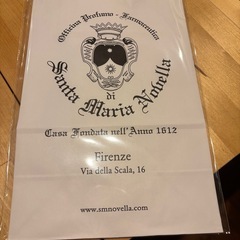 Officina Profumo - Farmaceutica
di
Santa Maria Novella
Casa Fondata nell'Anno 1612
Firenze
Via della Scala, 16
www.smnovella.com